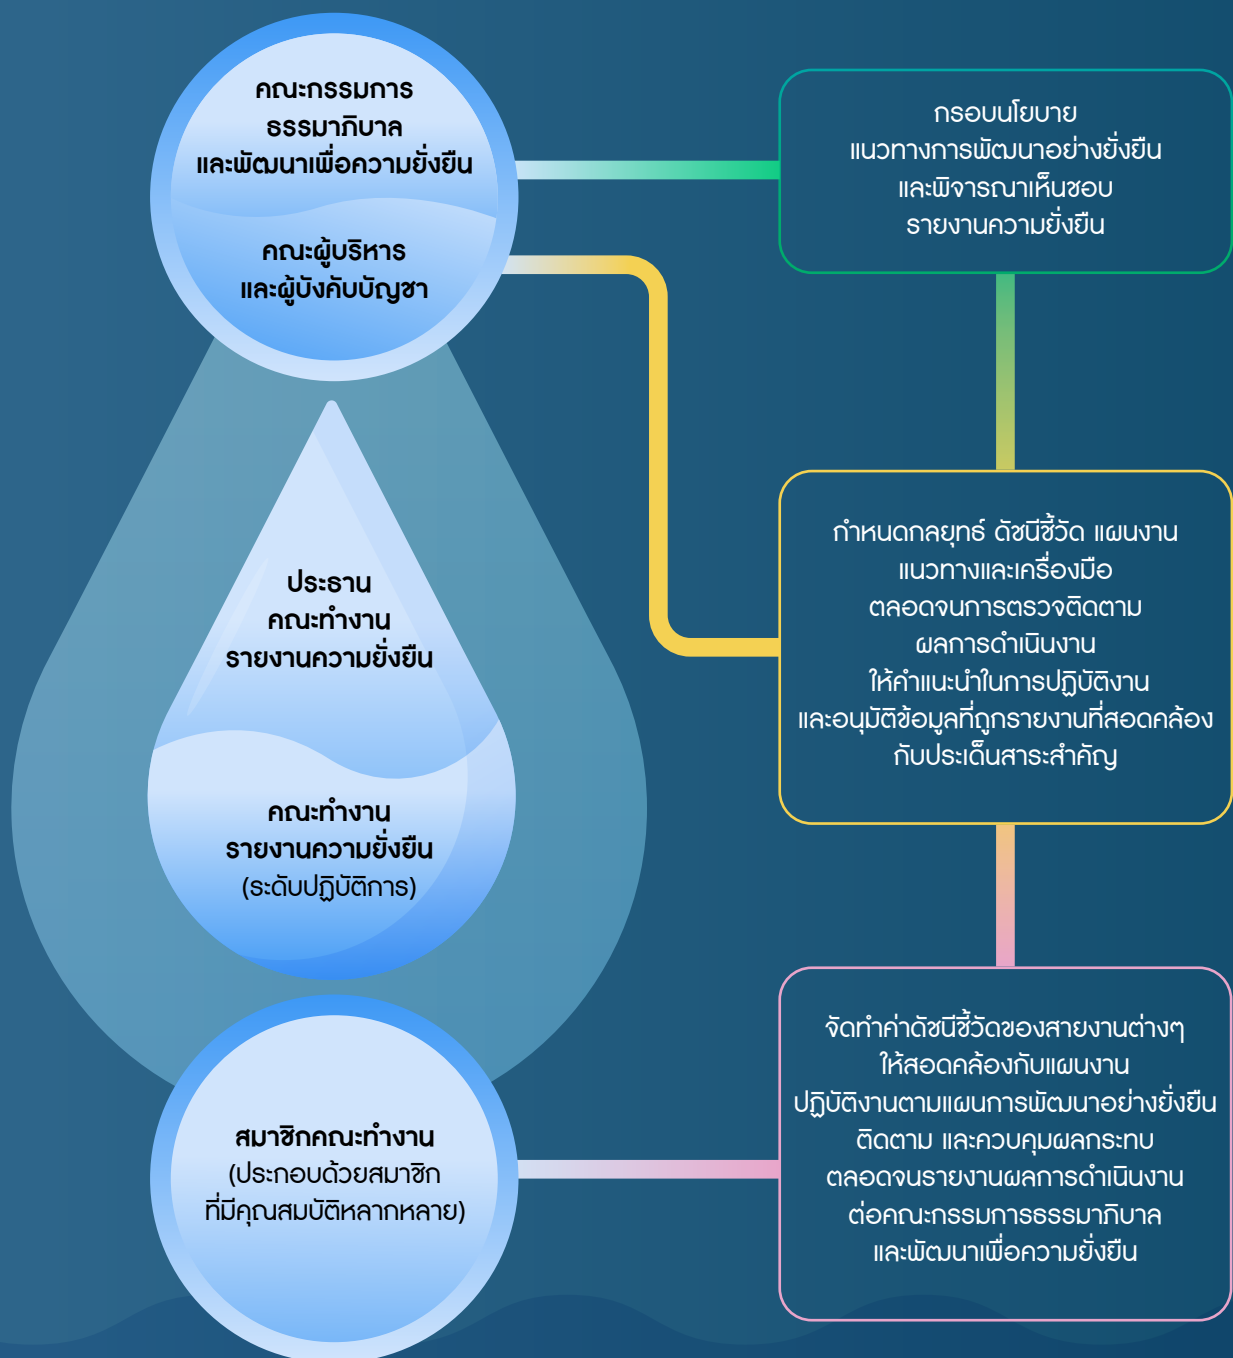 คณะกรรมการ
ธรรมาภิบาล
และพัฒนาเพื่อความยั่งยืน
คณะผู้บริหาร
และผู้บังคับบัญชา
กรอบนโยบาย
แนวทางการพัฒนาอย่างยั่งยืน
และพิจารณาเห็นชอบ
รายงานความยั่งยืน
ประธาน
คณะทำงาน
รายงานความยั่งยืน
คณะทำงาน
รายงานความยั่งยืน
(ระดับปฏิบัติการ)
กำหนดกลยุทธ์ ดัชนีชี้วัด แผนงาน
แนวทางและเครื่องมือ
ตลอดจนการตรวจติดตาม
ผลการดำเนินงาน
ให้คำแนะนำในการปฏิบัติงาน
และอนุมัติข้อมูลที่ถูกรายงานที่สอดคล้อง
กับประเด็นสาระสำคัญ
สมาชิกคณะทำงาน
(ประกอบด้วยสมาชิก
ที่มีคุณสมบัติหลากหลาย)
จัดทำค่าดัชนีชี้วัดของสายงานต่างๆ
ให้สอดคล้องกับแผนงาน
ปฏิบัติงานตามแผนการพัฒนาอย่างยั่งยืน
ติดตาม และควบคุมผลกระทบ
ตลอดจนรายงานผลการดำเนินงาน
ต่อคณะกรรมการธรรมาภิบาล
และพัฒนาเพื่อความยั่งยืน